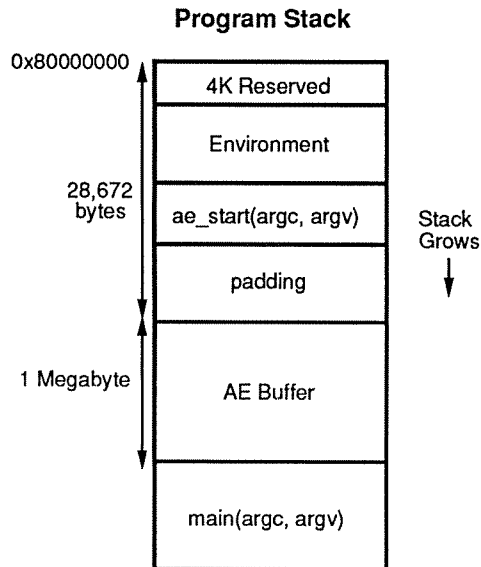 Program Stack
0x80000000
4K Reserved
Environment
28,672
bytes
ae_start(argc, argv)
Stack
Grows
padding
1 Megabyte
AE Buffer
main(argc, argv)